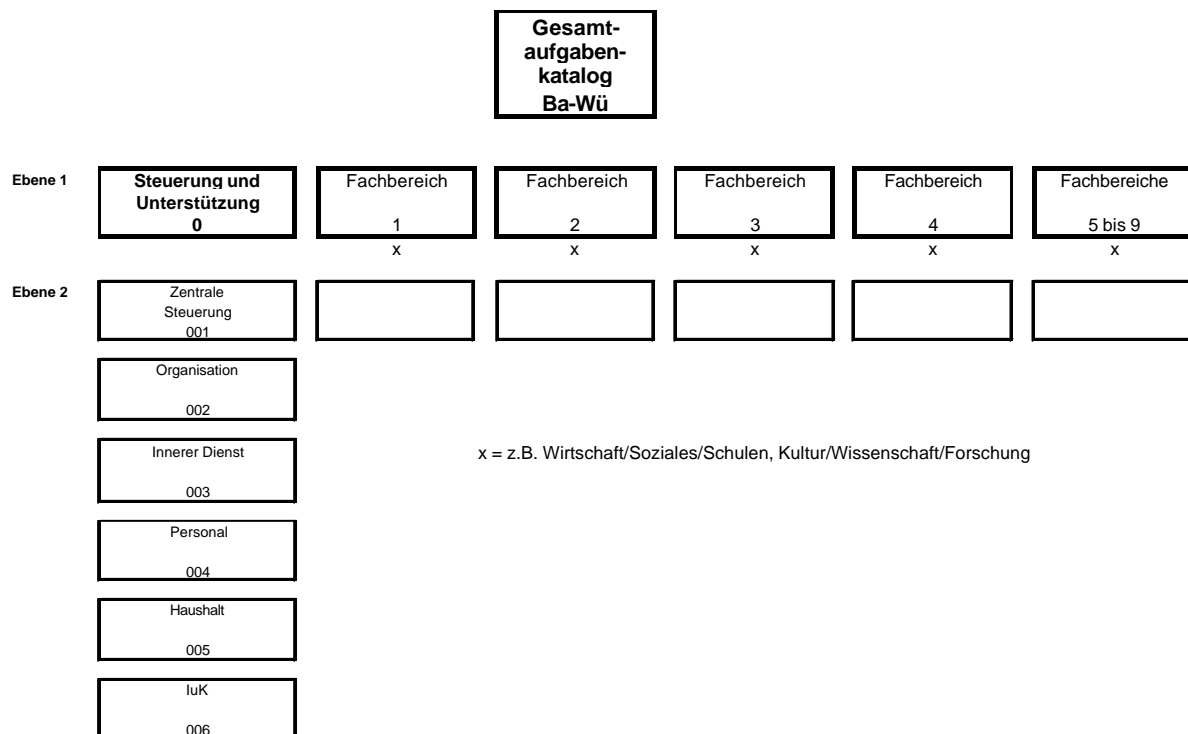 Gesamt-
aufgaben-
katalog
Ba-Wü
Ebene 1
Steuerung und
Unterstützung
0
Fachbereich
1
x
Fachbereich
2
x
Fachbereich
3
x
Fachbereich
4
x
Fachbereiche
5 bis 9
x
Ebene 2
Zentrale
Steuerung
001
Organisation
002
Innerer Dienst
003
x = z.B. Wirtschaft/Soziales/Schulen, Kultur/Wissenschaft/Forschung
Personal
004
Haushalt
005
IuK
006